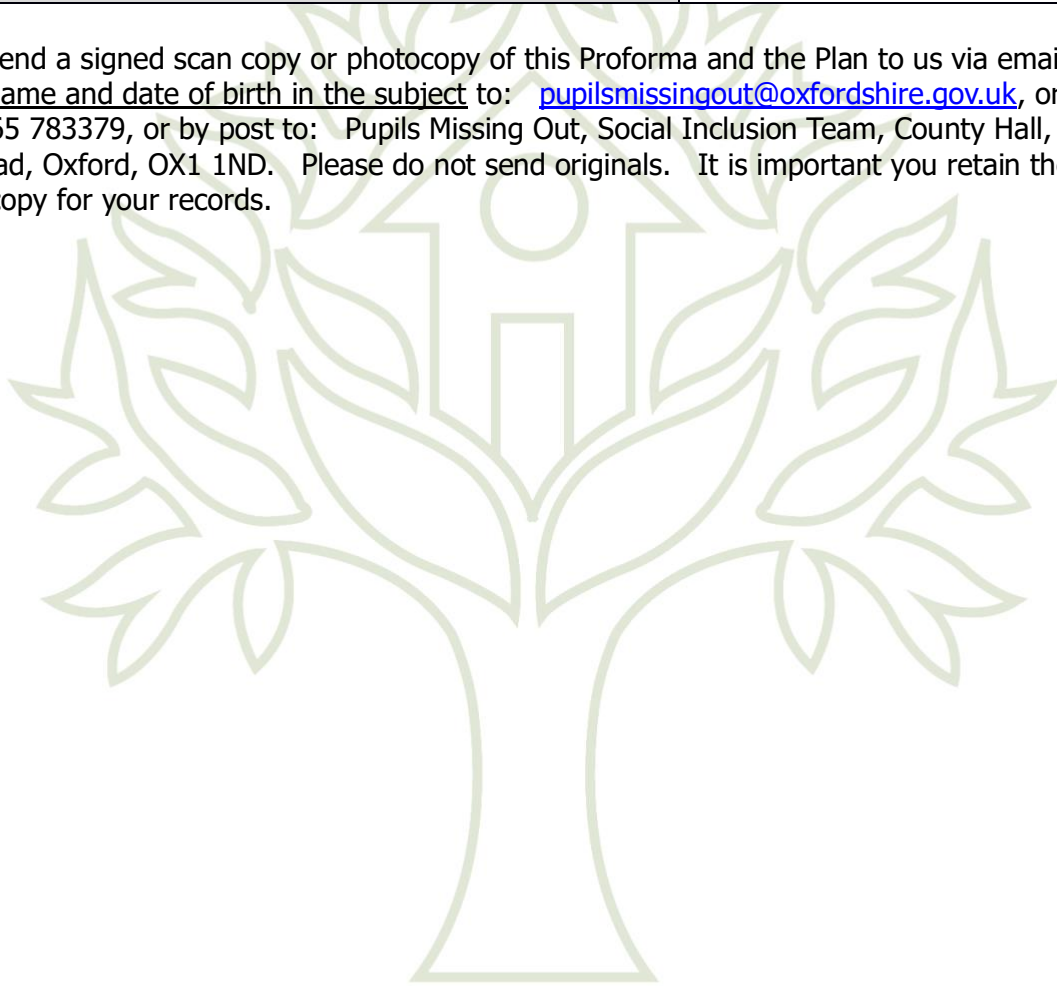 end a signed scan copy or photocopy of this Proforma and the Plan to us via emai
ame and date of birth in the subject to: pupilsmissingout@oxfordshire.gov.uk, or
55 783379, or by post to: Pupils Missing Out, Social Inclusion Team, County Hall,
ad, Oxford, OX1 1ND. Please do not send originals. It is important you retain the
copy for your records.